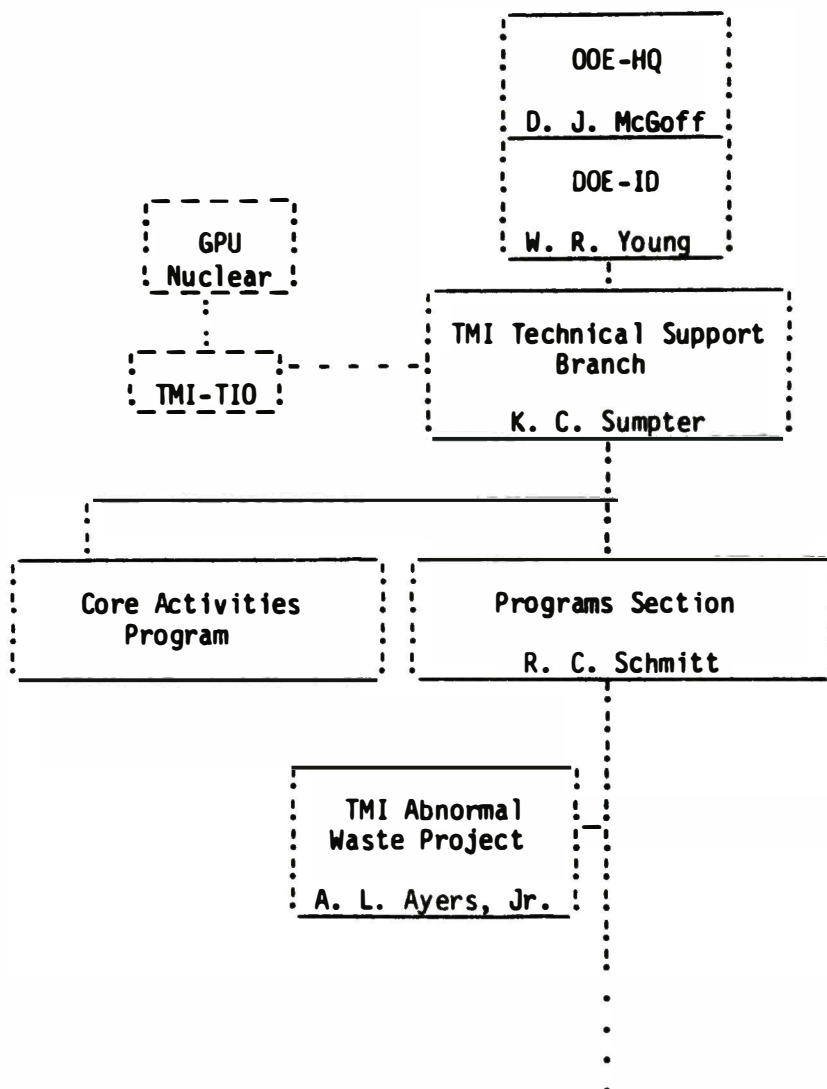 OOE-HQ
D. J. McGoff
DOE-ID
W. R. Young
GPU
Nuclear
TMI-TIO
TMI Technical Support
Branch
K. C. Sumpter
Core Activities
Program
Programs Section
R. C. Schmitt
TMI Abnormal
Waste Project
A. L. Ayers, Jr.